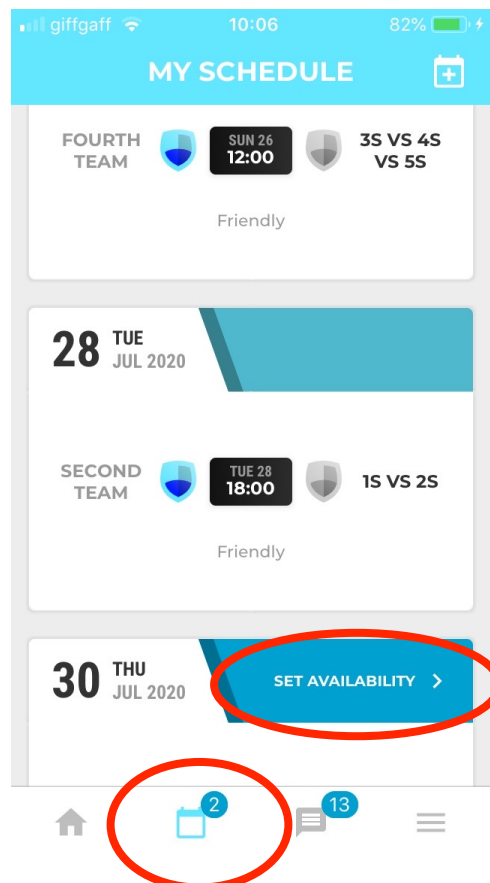 giffgaff 10:06 82%
MY SCHEDULE
FOURTH TEAM
SUN 26
12:00
3S VS 4S
VS 5S
Friendly
28 TUE
JUL 2020
SECOND TEAM
TUE 28
18:00
1S VS 2S
Friendly
30 THU
JUL 2020
SET AVAILABILITY
2
13